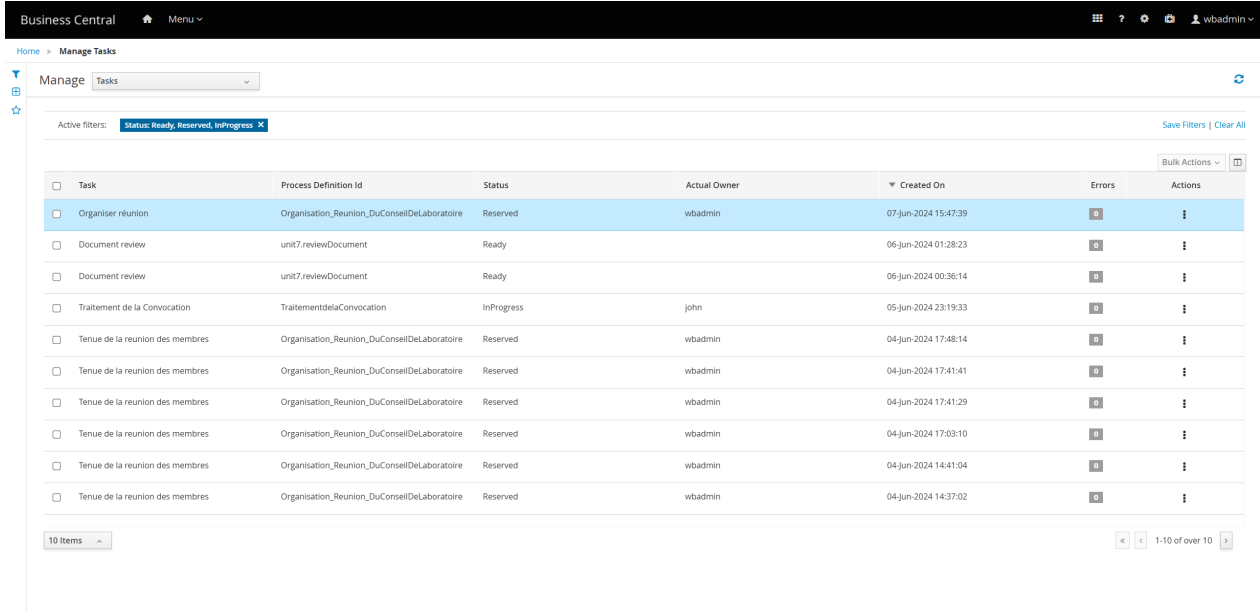 Business Central Menu ? wbadmin
Home » Manage Tasks
Manage Tasks
Active filters: Status: Ready, Reserved, InProgress X Save Filters | Clear All
Bulk Actions
Task Process Definition Id Status Actual Owner Created On Errors Actions
Organiser réunion Organisation_Reunion_DuConseilDeLaboratoire Reserved wbadmin 07-Jun-2024 15:47:39 0
Document review unit7.reviewDocument Ready 06-Jun-2024 01:28:23 0
Document review unit7.reviewDocument Ready 06-Jun-2024 00:36:14 0
Traitement de la Convocation TraitementdelaConvocation InProgress john 05-Jun-2024 23:19:33 0
Tenue de la reunion des membres Organisation_Reunion_DuConseilDeLaboratoire Reserved wbadmin 04-Jun-2024 17:48:14 0
Tenue de la reunion des membres Organisation_Reunion_DuConseilDeLaboratoire Reserved wbadmin 04-Jun-2024 17:41:41 0
Tenue de la reunion des membres Organisation_Reunion_DuConseilDeLaboratoire Reserved wbadmin 04-Jun-2024 17:41:29 0
Tenue de la reunion des membres Organisation_Reunion_DuConseilDeLaboratoire Reserved wbadmin 04-Jun-2024 17:03:10 0
Tenue de la reunion des membres Organisation_Reunion_DuConseilDeLaboratoire Reserved wbadmin 04-Jun-2024 14:41:04 0
Tenue de la reunion des membres Organisation_Reunion_DuConseilDeLaboratoire Reserved wbadmin 04-Jun-2024 14:37:02 0
10 Items « ‹ 1-10 of over 10 ›